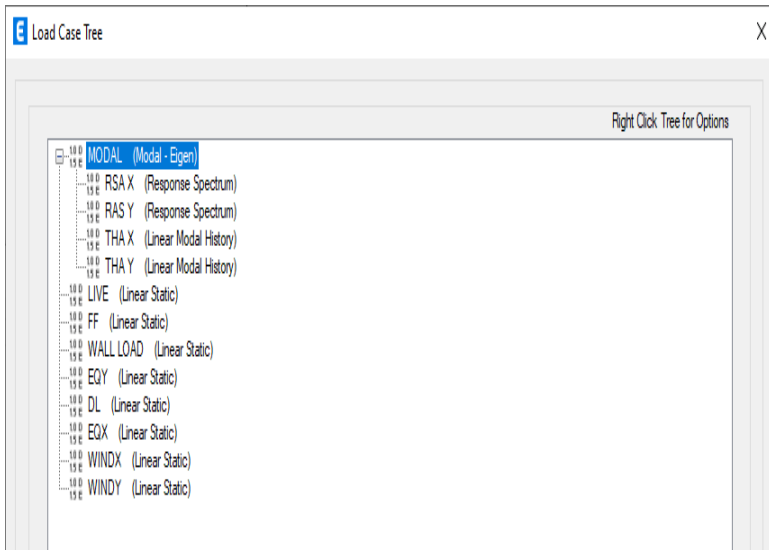 E Load Case Tree X
Right Click Tree for Options
MODAL (Modal - Eigen)
RSA X (Response Spectrum)
RAS Y (Response Spectrum)
THA X (Linear Modal History)
THA Y (Linear Modal History)
LIVE (Linear Static)
FF (Linear Static)
WALL LOAD (Linear Static)
EQY (Linear Static)
DL (Linear Static)
EQX (Linear Static)
WINDX (Linear Static)
WINDY (Linear Static)